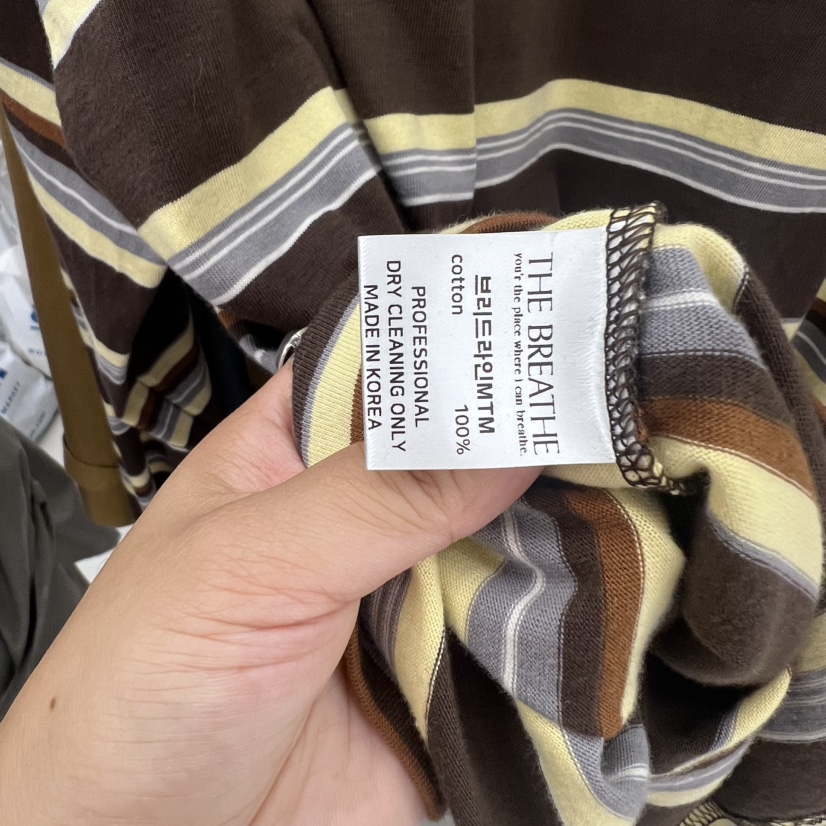 THE BREATHE
you'r the place where i can breathe.
브리드라인MTM
cotton 100%
PROFESSIONAL
DRY CLEANING ONLY
MADE IN KOREA